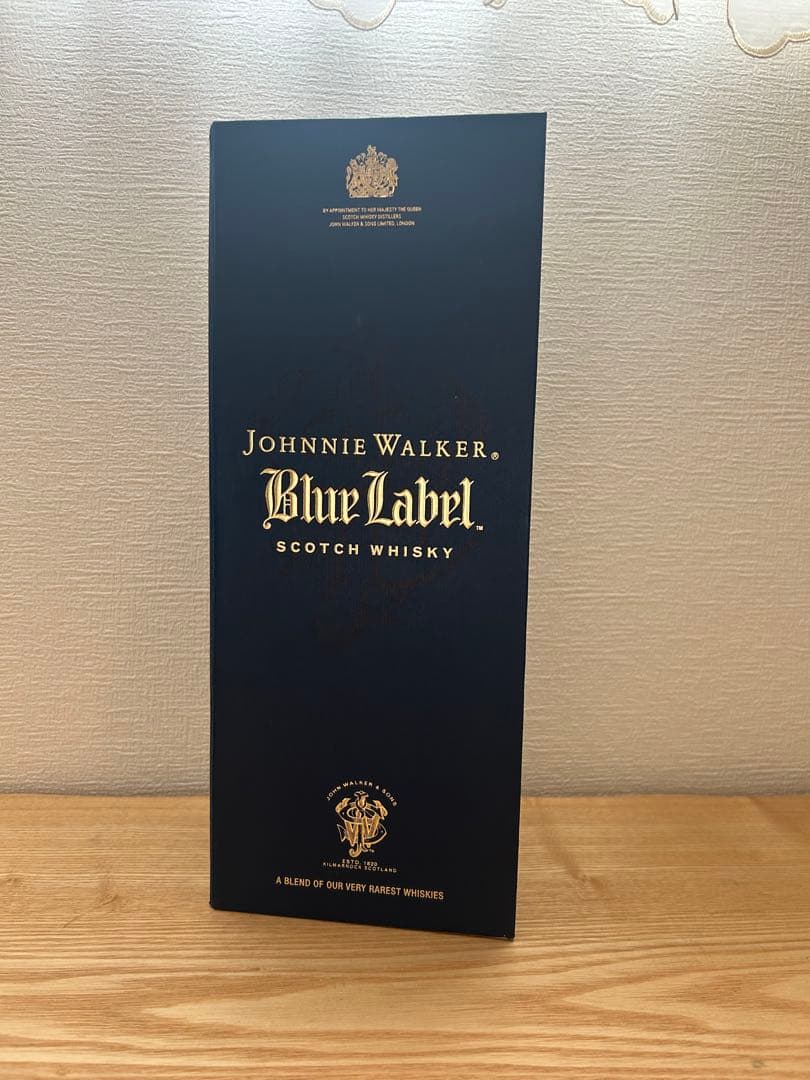 BY APPOINTMENT TO HER MAJESTY THE QUEEN
SCOTCH WHISKY DISTILLERS
JOHN WALKER & SONS LIMITED, LONDON
JOHNNIE WALKER®
Blue Label™
SCOTCH WHISKY
JOHN WALKER & SONS
ESTD. 1820
KILMARNOCK SCOTLAND
A BLEND OF OUR VERY RAREST WHISKIES